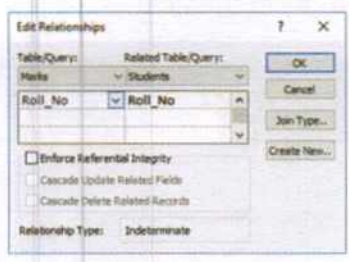 Edit Relationships ? ×
Table/Query: Related Table/Query: OK
Marks Students Cancel
Roll_No Roll_No
Join Type...
Enforce Referential Integrity Create New...
Cascade Update Related Fields
Cascade Delete Related Records
Relationship Type: Indeterminate